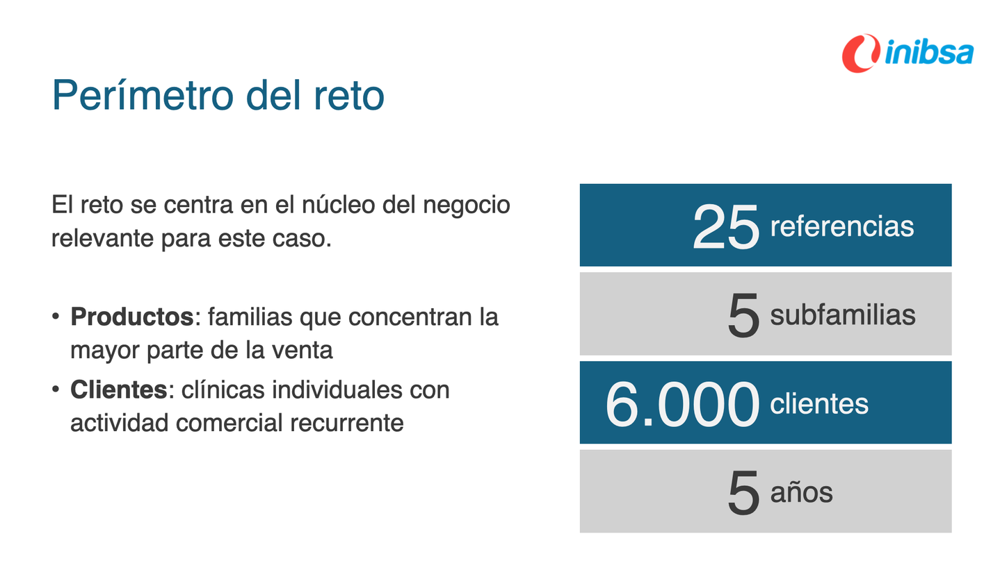 inibsa
Perímetro del reto
El reto se centra en el núcleo del negocio
relevante para este caso.
• Productos: familias que concentran la
mayor parte de la venta
• Clientes: clínicas individuales con
actividad comercial recurrente
25 referencias
5 subfamilias
6.000 clientes
5 años